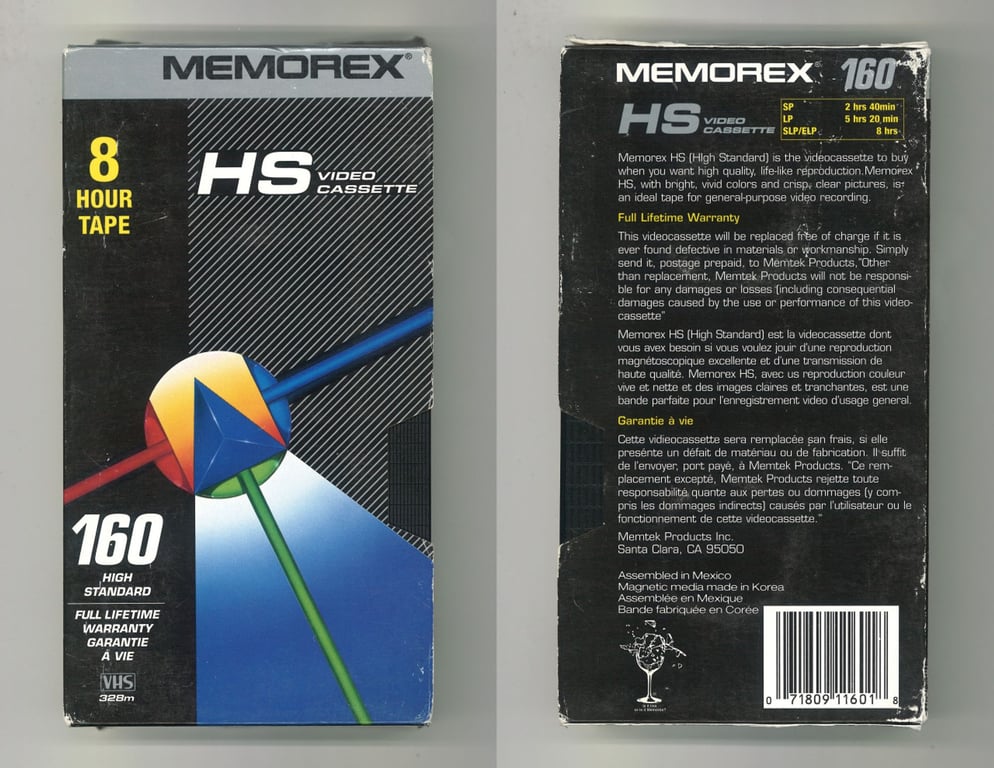 MEMOREX®
8
HOUR
TAPE
HS VIDEO
CASSETTE
160
HIGH
STANDARD
FULL LIFETIME
WARRANTY
GARANTIE
À VIE
VHS
328m
MEMOREX® 160
HS VIDEO
CASSETTE
SP 2 hrs 40min
LP 5 hrs 20 min
SLP/ELP 8 hrs
Memorex HS (HIgh Standard) is the videocassette to buy
when you want high quality, life-like reproduction.Memorex
HS, with bright, vivid colors and crisp, clear pictures, is
an ideal tape for general-purpose video recording.
Full Lifetime Warranty
This videocassette will be replaced free of charge if it is
ever found defective in materials or workmanship. Simply
send it, postage prepaid, to Memtek Products,"Other
than replacement, Memtek Products will not be responsi-
ble for any damages or losses (including consequential
damages caused by the use or performance of this video-
cassette"
Memorex HS (High Standard) est la videocassette dont
vous avex besoin si vous voulez jouir d'une reproduction
magnétoscopique excellente et d'une transmission de
haute qualité. Memorex HS, avec us reproduction couleur
vive et nette et des images claires et tranchantes, est une
bande parfaite pour l'enregistrement video d'usage general.
Garantie à vie
Cette vidieocassette sera remplacée şan frais, si elle
presénte un défait de matériau ou de fabrication. Il suffit
de l'envoyer, port payé, à Memtek Products. "Ce rem-
placement excepté, Memtek Products rejette toute
responsabilité quante aux pertes ou dommages (y com-
pris les dommages indirects) causés par l'utilisateur ou le
fonctionnement de cette videocassette."
Memtek Products Inc.
Santa Clara, CA 95050
Assembled in Mexico
Magnetic media made in Korea
Assemblée en Mexique
Bande fabriquée en Corée
0 71809 11601 8